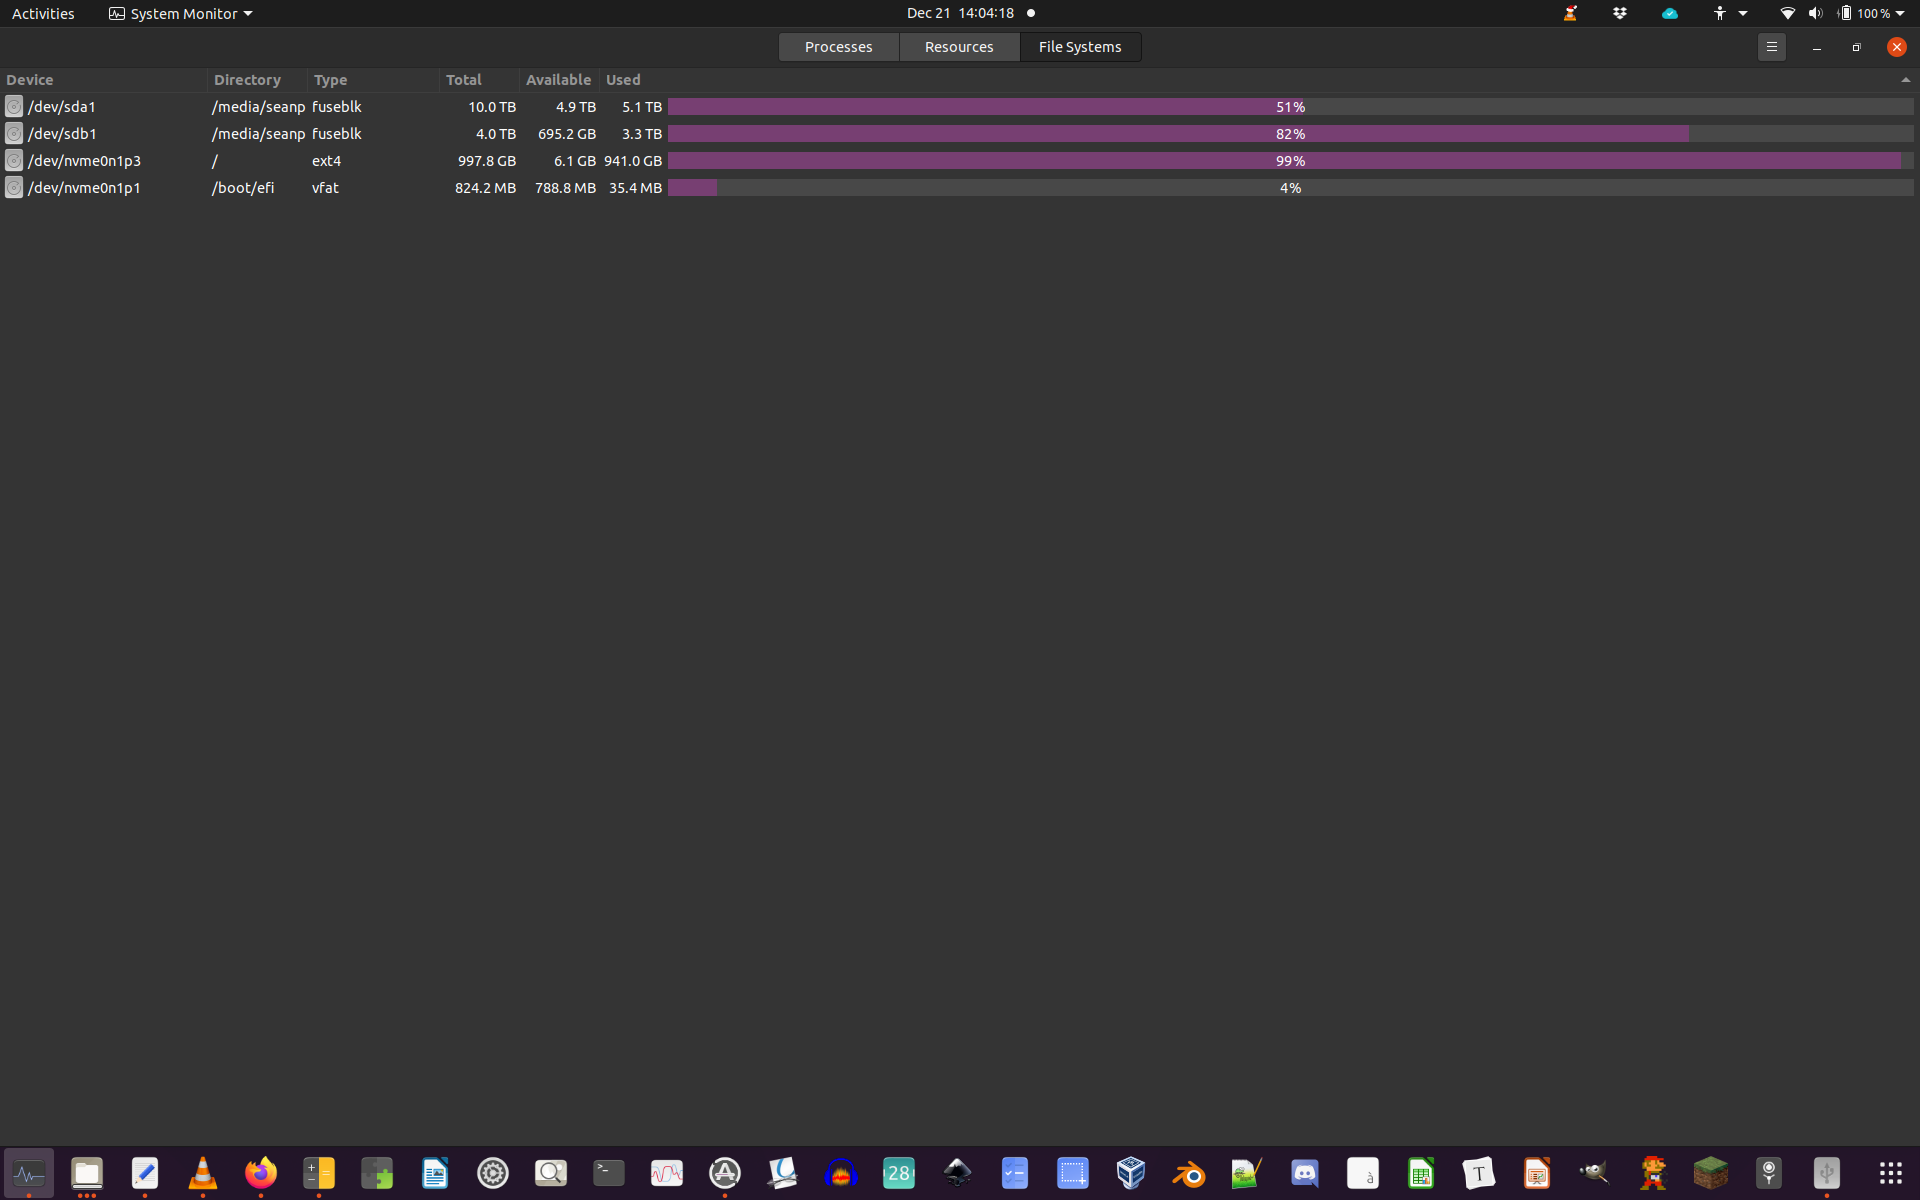 Activities System Monitor Dec 21 14:04:18 100 %
Processes Resources File Systems
Device Directory Type Total Available Used
/dev/sda1 /media/seanp fuseblk 10.0 TB 4.9 TB 5.1 TB 51%
/dev/sdb1 /media/seanp fuseblk 4.0 TB 695.2 GB 3.3 TB 82%
/dev/nvme0n1p3 / ext4 997.8 GB 6.1 GB 941.0 GB 99%
/dev/nvme0n1p1 /boot/efi vfat 824.2 MB 788.8 MB 35.4 MB 4%
28 à T